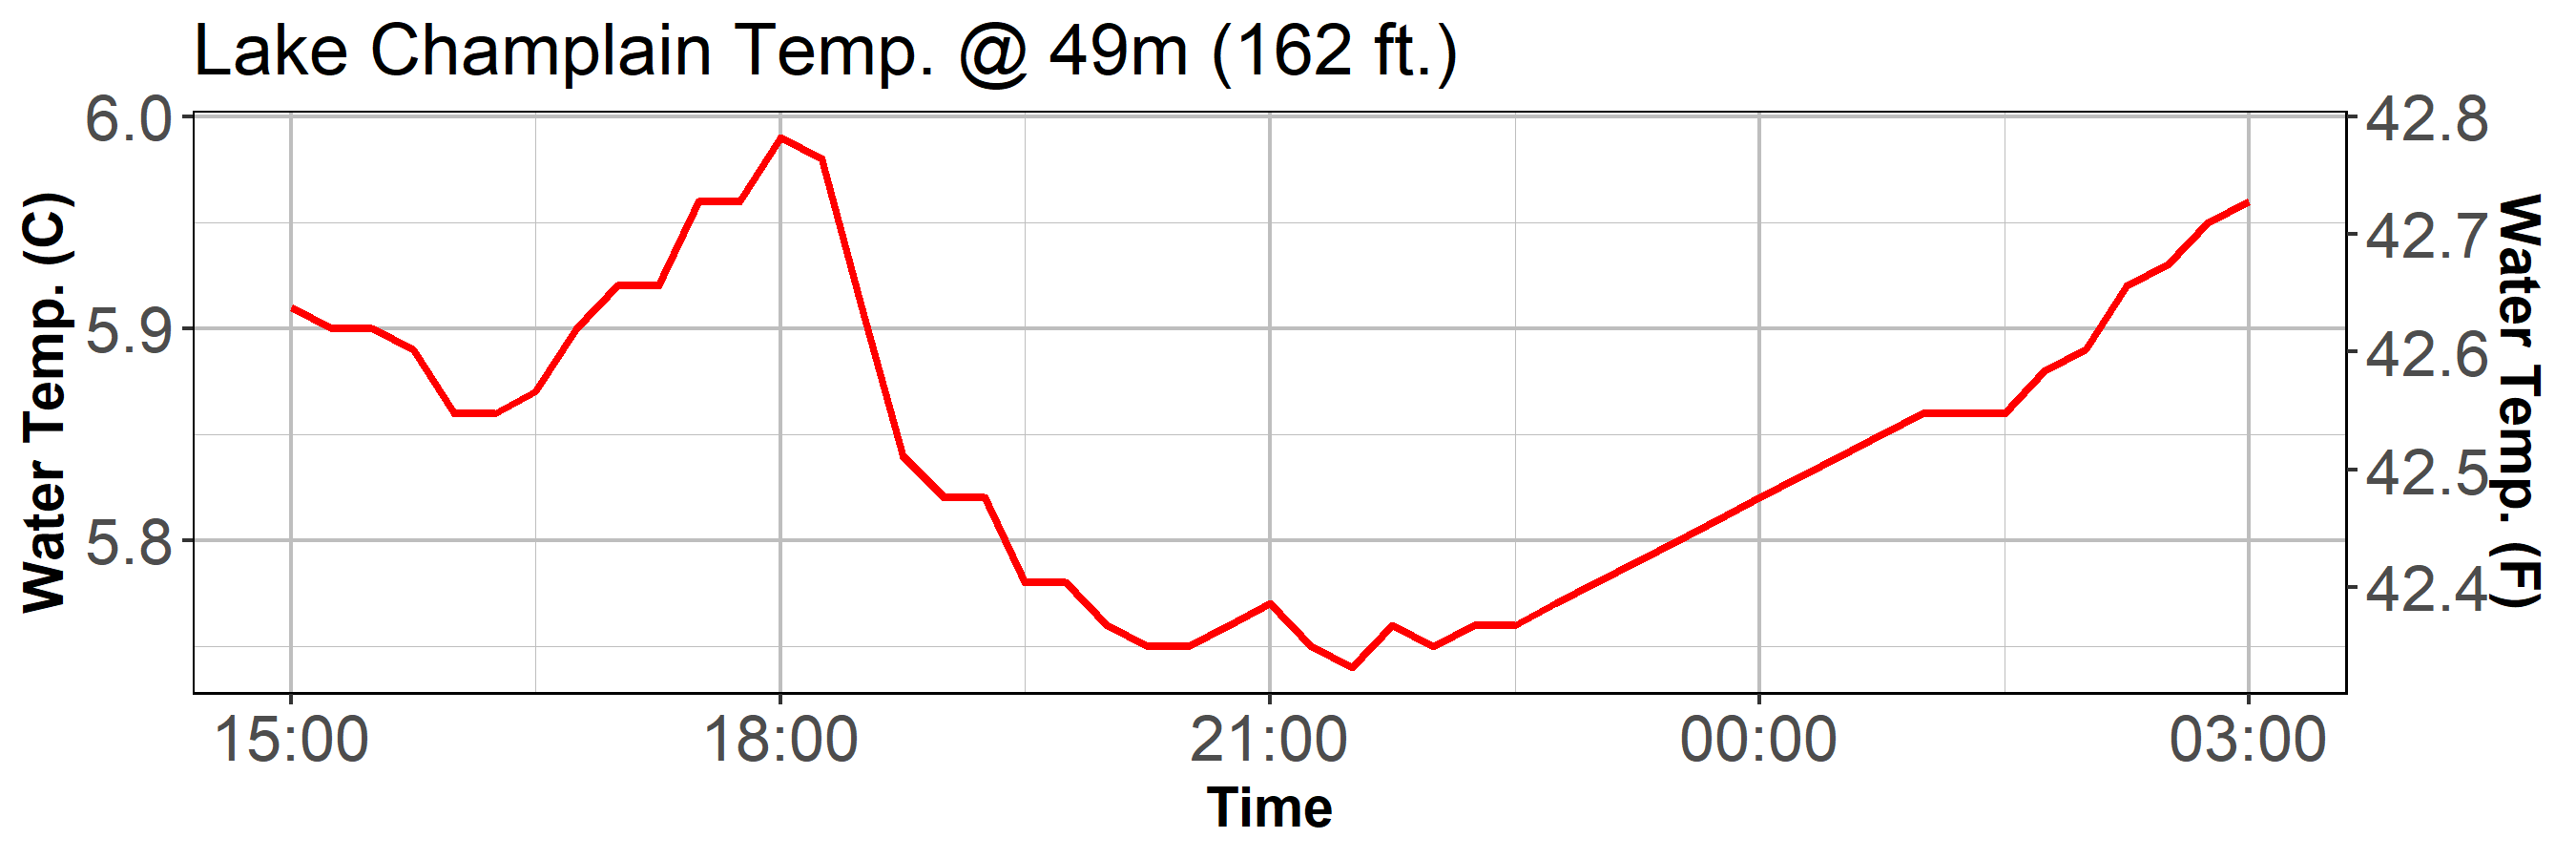 Lake Champlain Temp. @ 49m (162 ft.)
Water Temp. (C)
6.0
5.9
5.8
42.8
42.7
42.6
42.5
42.4
Water Temp. (F)
15:00 18:00 21:00 00:00 03:00
Time